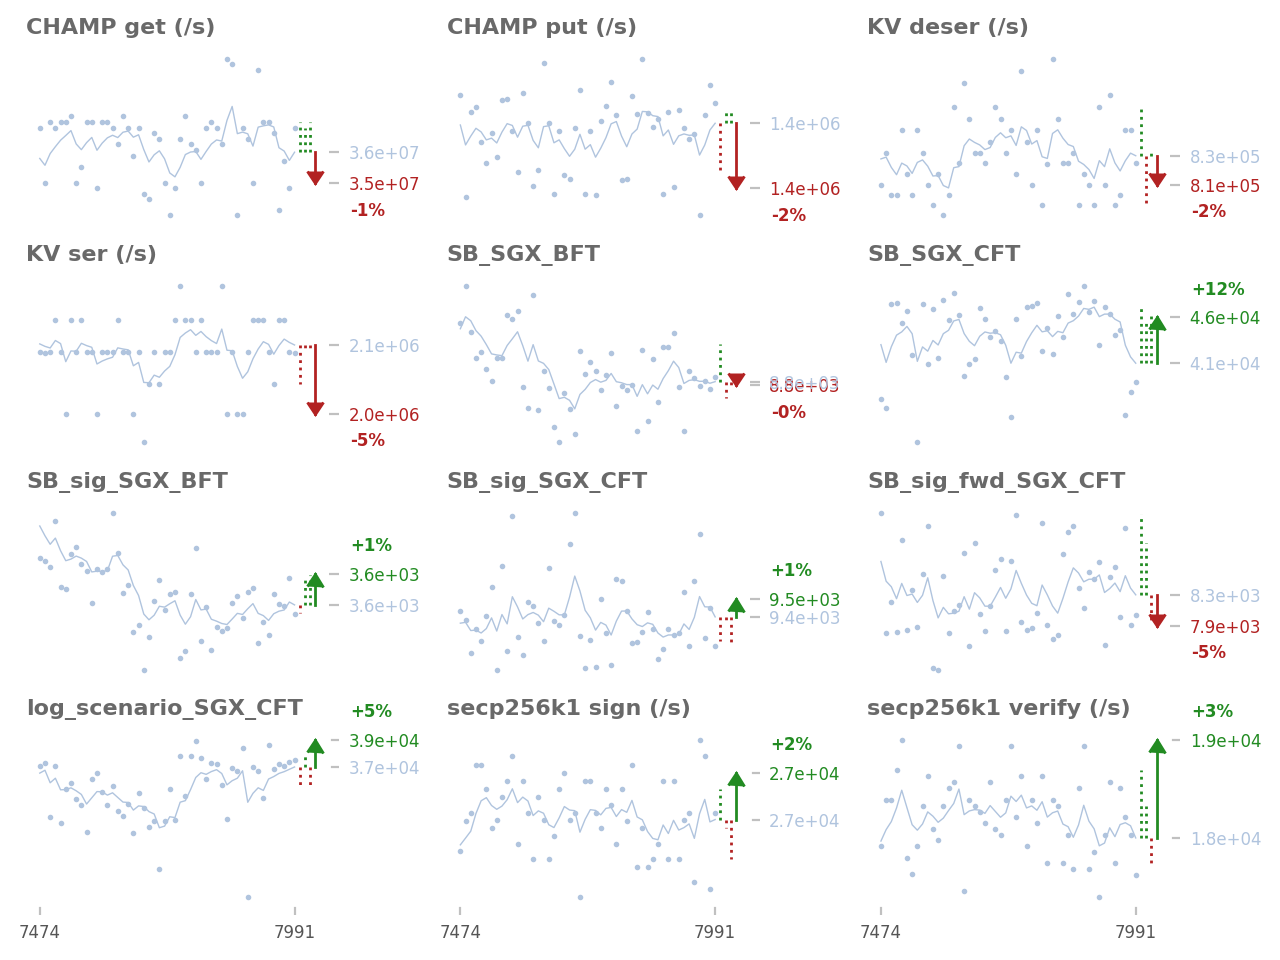 CHAMP get (/s)
3.6e+07
3.5e+07
-1%
CHAMP put (/s)
1.4e+06
1.4e+06
-2%
KV deser (/s)
8.3e+05
8.1e+05
-2%
KV ser (/s)
2.1e+06
2.0e+06
-5%
SB_SGX_BFT
8.8e+03
8.8e+03
-0%
SB_SGX_CFT
+12%
4.6e+04
4.1e+04
SB_sig_SGX_BFT
+1%
3.6e+03
3.6e+03
SB_sig_SGX_CFT
+1%
9.5e+03
9.4e+03
SB_sig_fwd_SGX_CFT
8.3e+03
7.9e+03
-5%
log_scenario_SGX_CFT
+5%
3.9e+04
3.7e+04
7474
7991
secp256k1 sign (/s)
+2%
2.7e+04
2.7e+04
7474
7991
secp256k1 verify (/s)
+3%
1.9e+04
1.8e+04
7474
7991